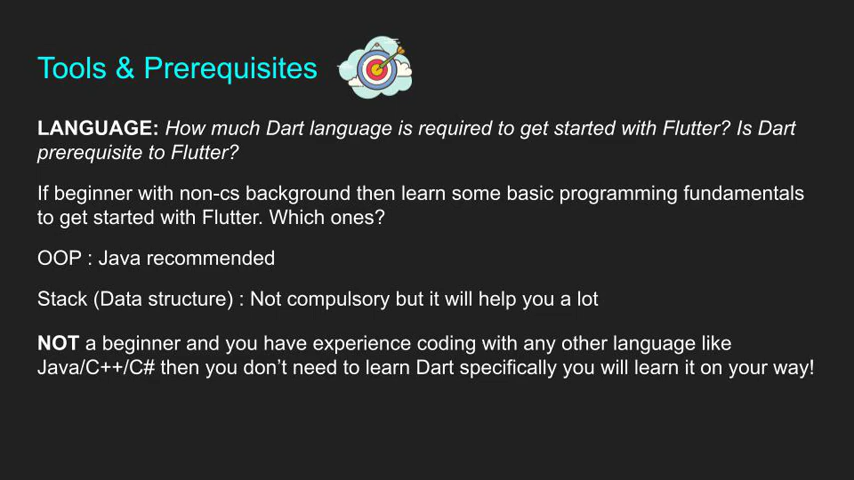 Tools & Prerequisites
LANGUAGE: How much Dart language is required to get started with Flutter? Is Dart
prerequisite to Flutter?
If beginner with non-cs background then learn some basic programming fundamentals
to get started with Flutter. Which ones?
OOP : Java recommended
Stack (Data structure) : Not compulsory but it will help you a lot
NOT a beginner and you have experience coding with any other language like
Java/C++/C# then you don’t need to learn Dart specifically you will learn it on your way!